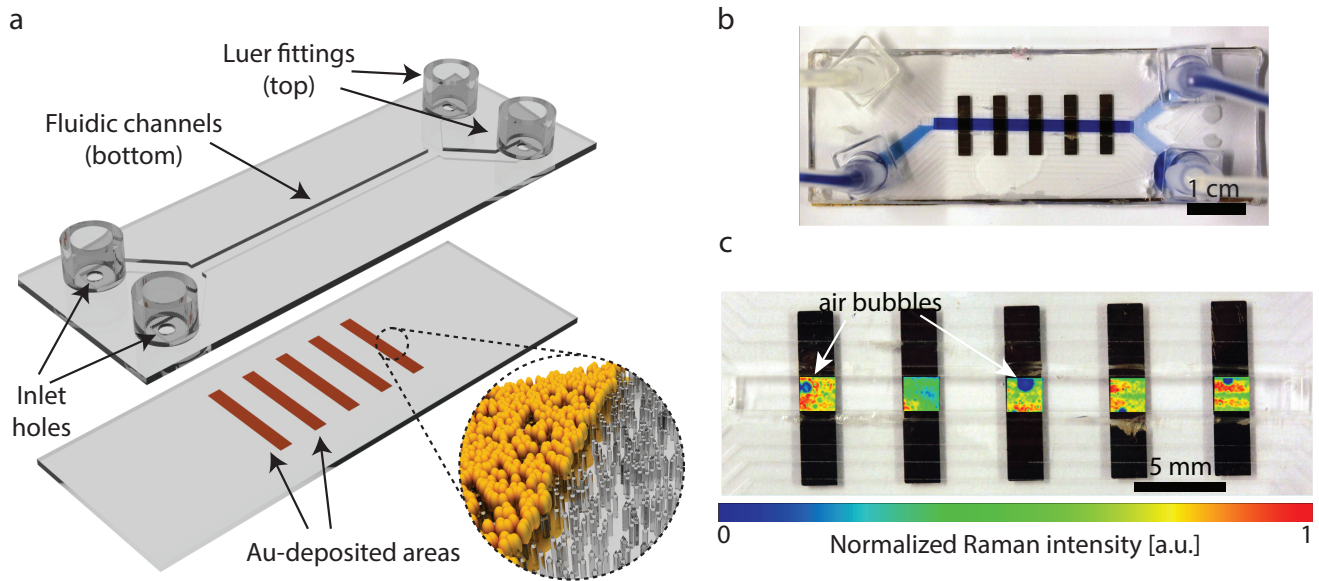 a
Luer fittings
(top)
Fluidic channels
(bottom)
Inlet
holes
Au-deposited areas
b
1 cm
c
air bubbles
5 mm
0
1
Normalized Raman intensity [a.u.]